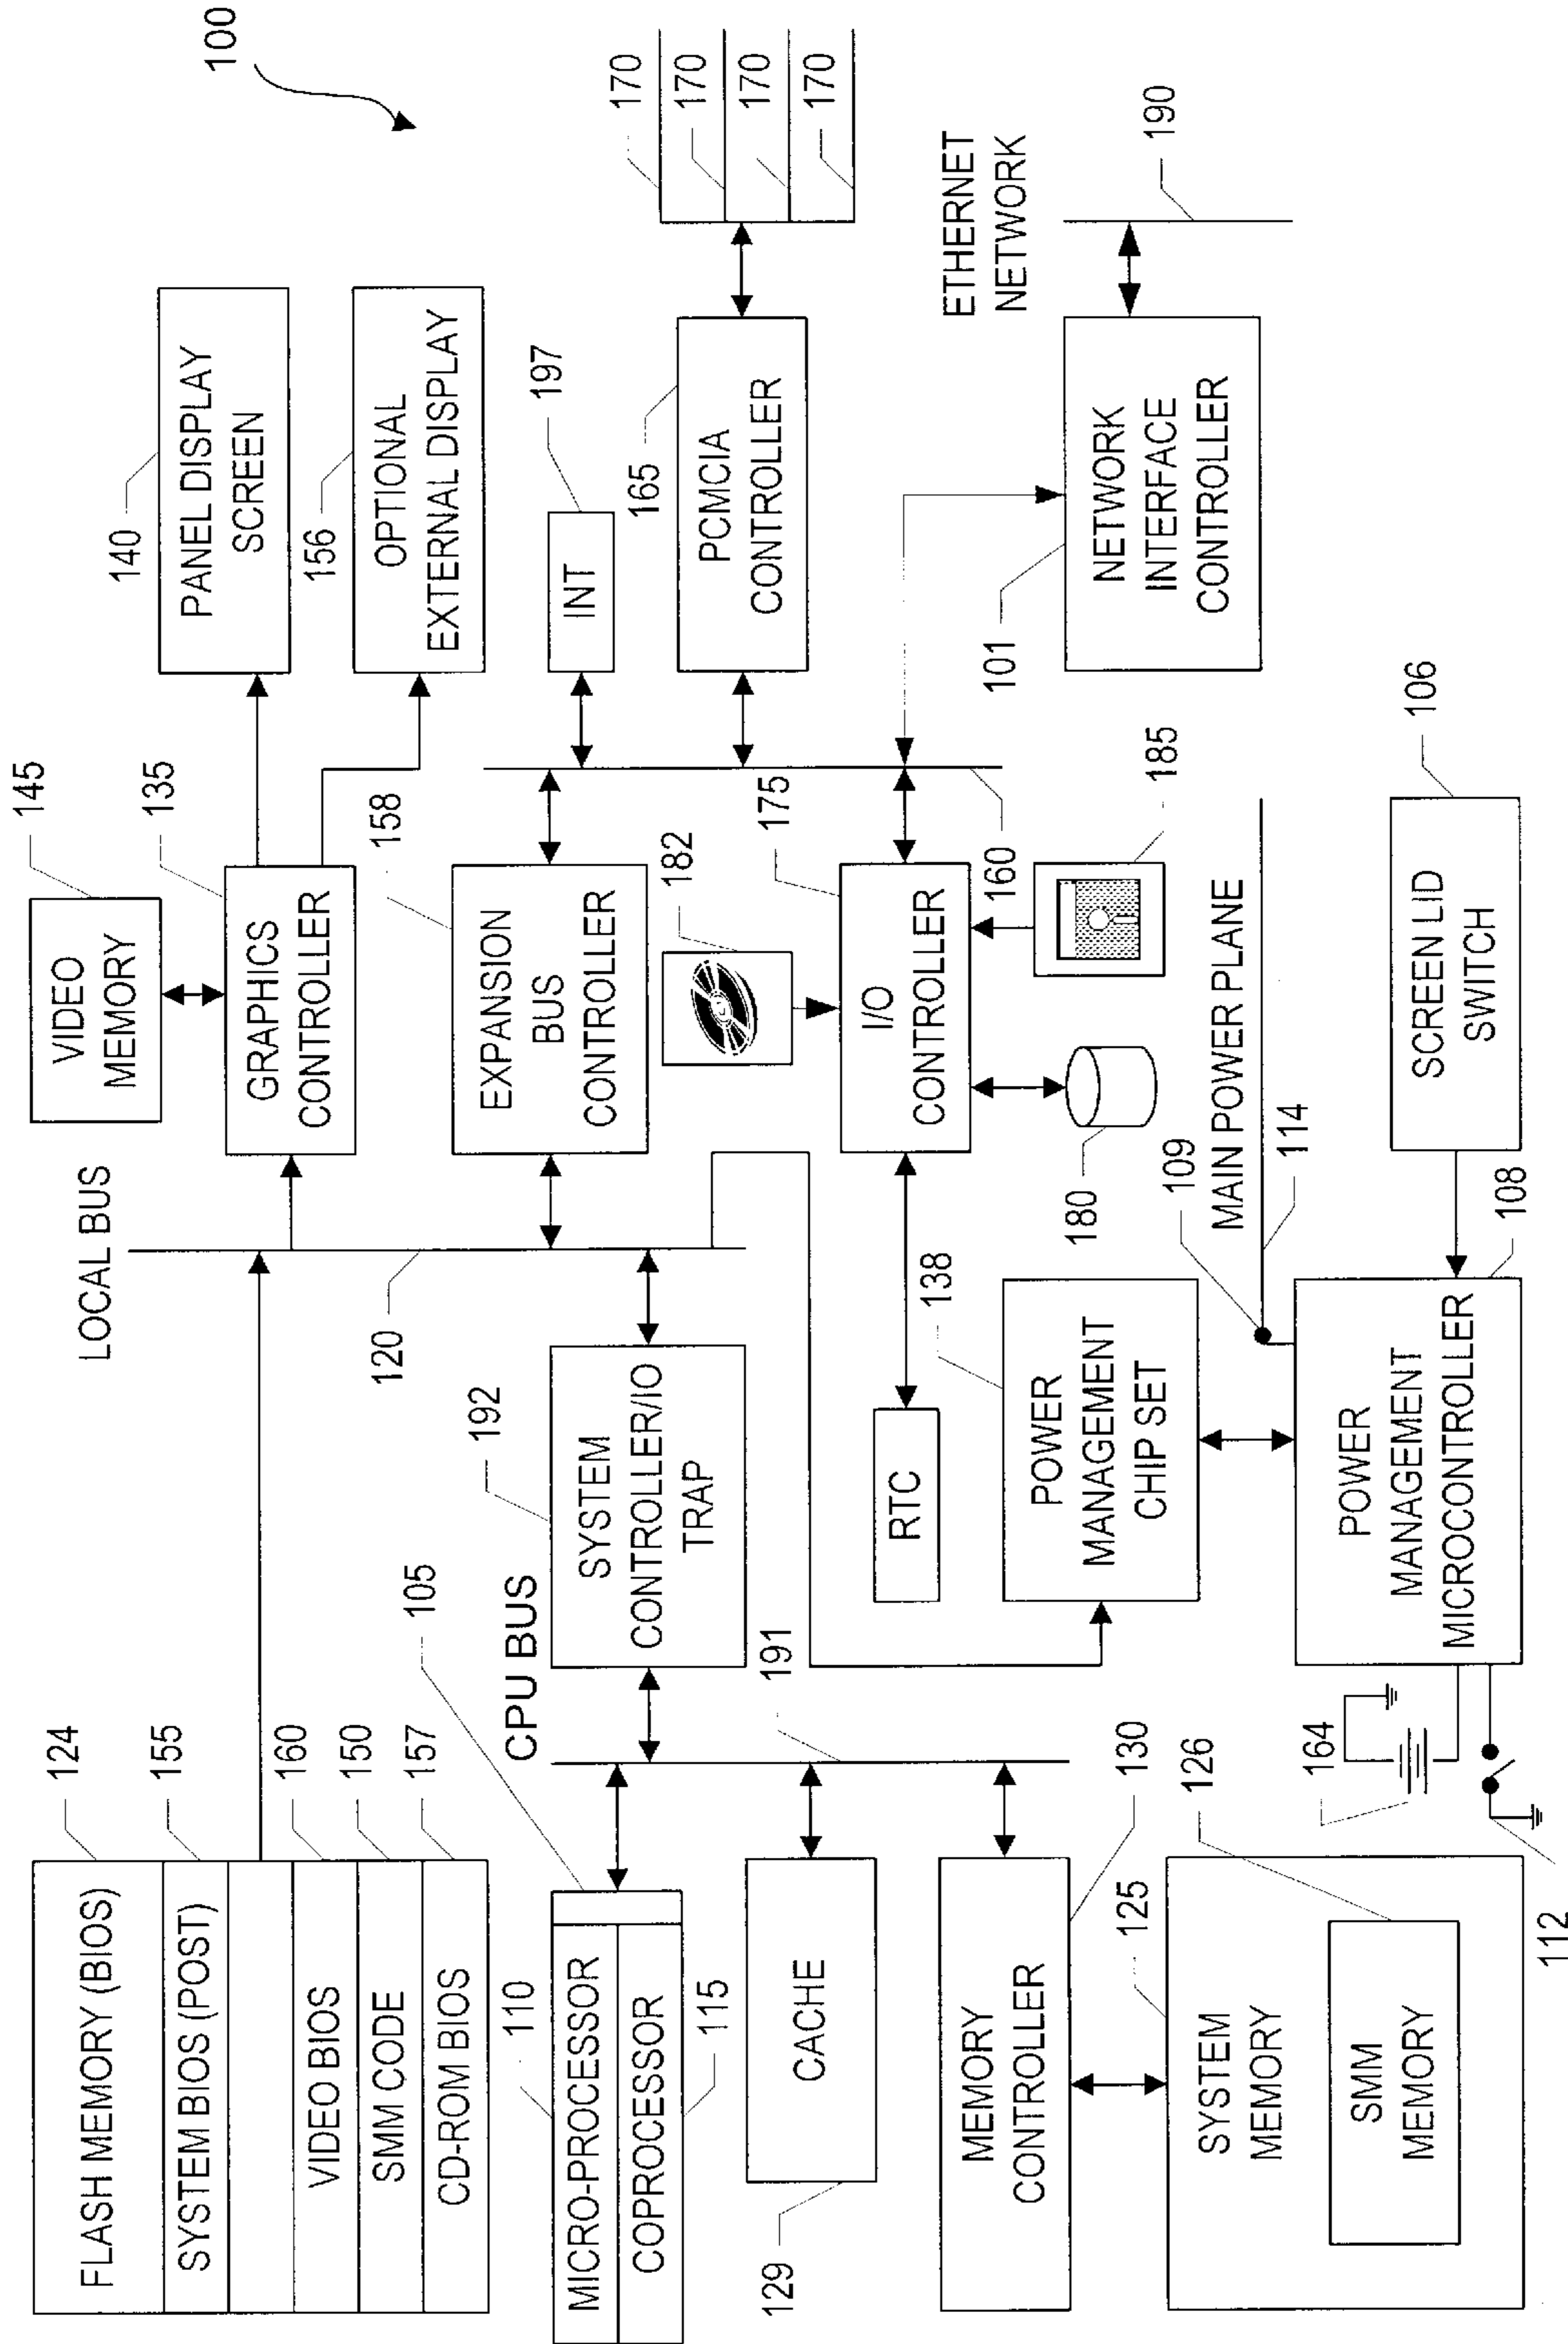 100
FLASH MEMORY (BIOS)
124
SYSTEM BIOS (POST)
155
VIDEO BIOS
160
SMM CODE
150
CD-ROM BIOS
157
LOCAL BUS
120
VIDEO
MEMORY
145
GRAPHICS
CONTROLLER
135
PANEL DISPLAY
SCREEN
140
OPTIONAL
EXTERNAL DISPLAY
156
MICRO-PROCESSOR
110
COPROCESSOR
115
105
CPU BUS
191
SYSTEM
CONTROLLER/IO
TRAP
192
EXPANSION
BUS
CONTROLLER
158
INT
197
170
170
170
170
PCMCIA
CONTROLLER
165
CACHE
129
182
I/O
CONTROLLER
175
160
185
180
RTC
ETHERNET
NETWORK
190
NETWORK
INTERFACE
CONTROLLER
101
MEMORY
CONTROLLER
130
POWER
MANAGEMENT
CHIP SET
138
SYSTEM
MEMORY
125
SMM
MEMORY
126
164
112
POWER
MANAGEMENT
MICROCONTROLLER
108
109
MAIN POWER PLANE
114
SCREEN LID
SWITCH
106